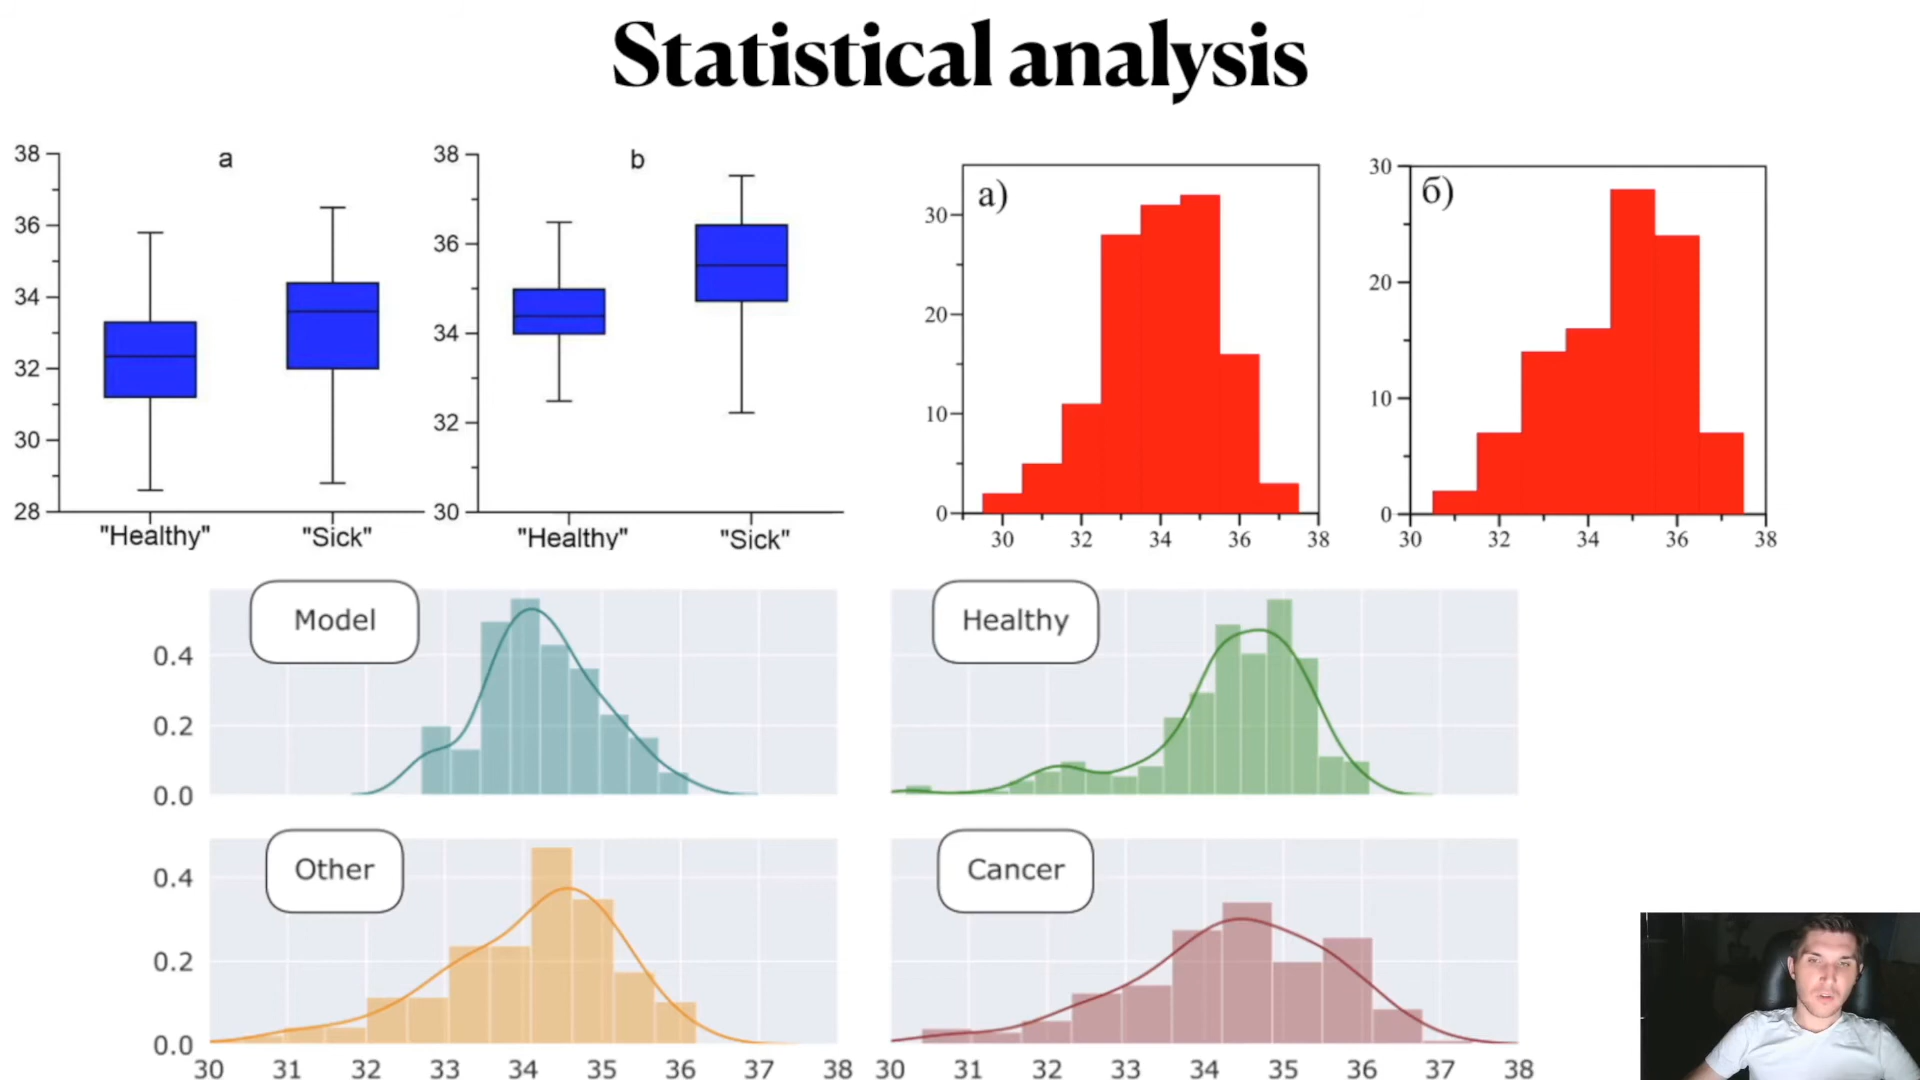 Statistical analysis
a
38
36
34
32
30
28
"Healthy"
"Sick"
b
38
36
34
32
30
"Healthy"
"Sick"
а)
30
20
10
0
30 32 34 36 38
б)
30
20
10
0
30 32 34 36 38
Model
0.4
0.2
0.0
Healthy
Other
0.4
0.2
0.0
30 31 32 33 34 35 36 37 38
Cancer
30 31 32 33 34 35 36 37 38